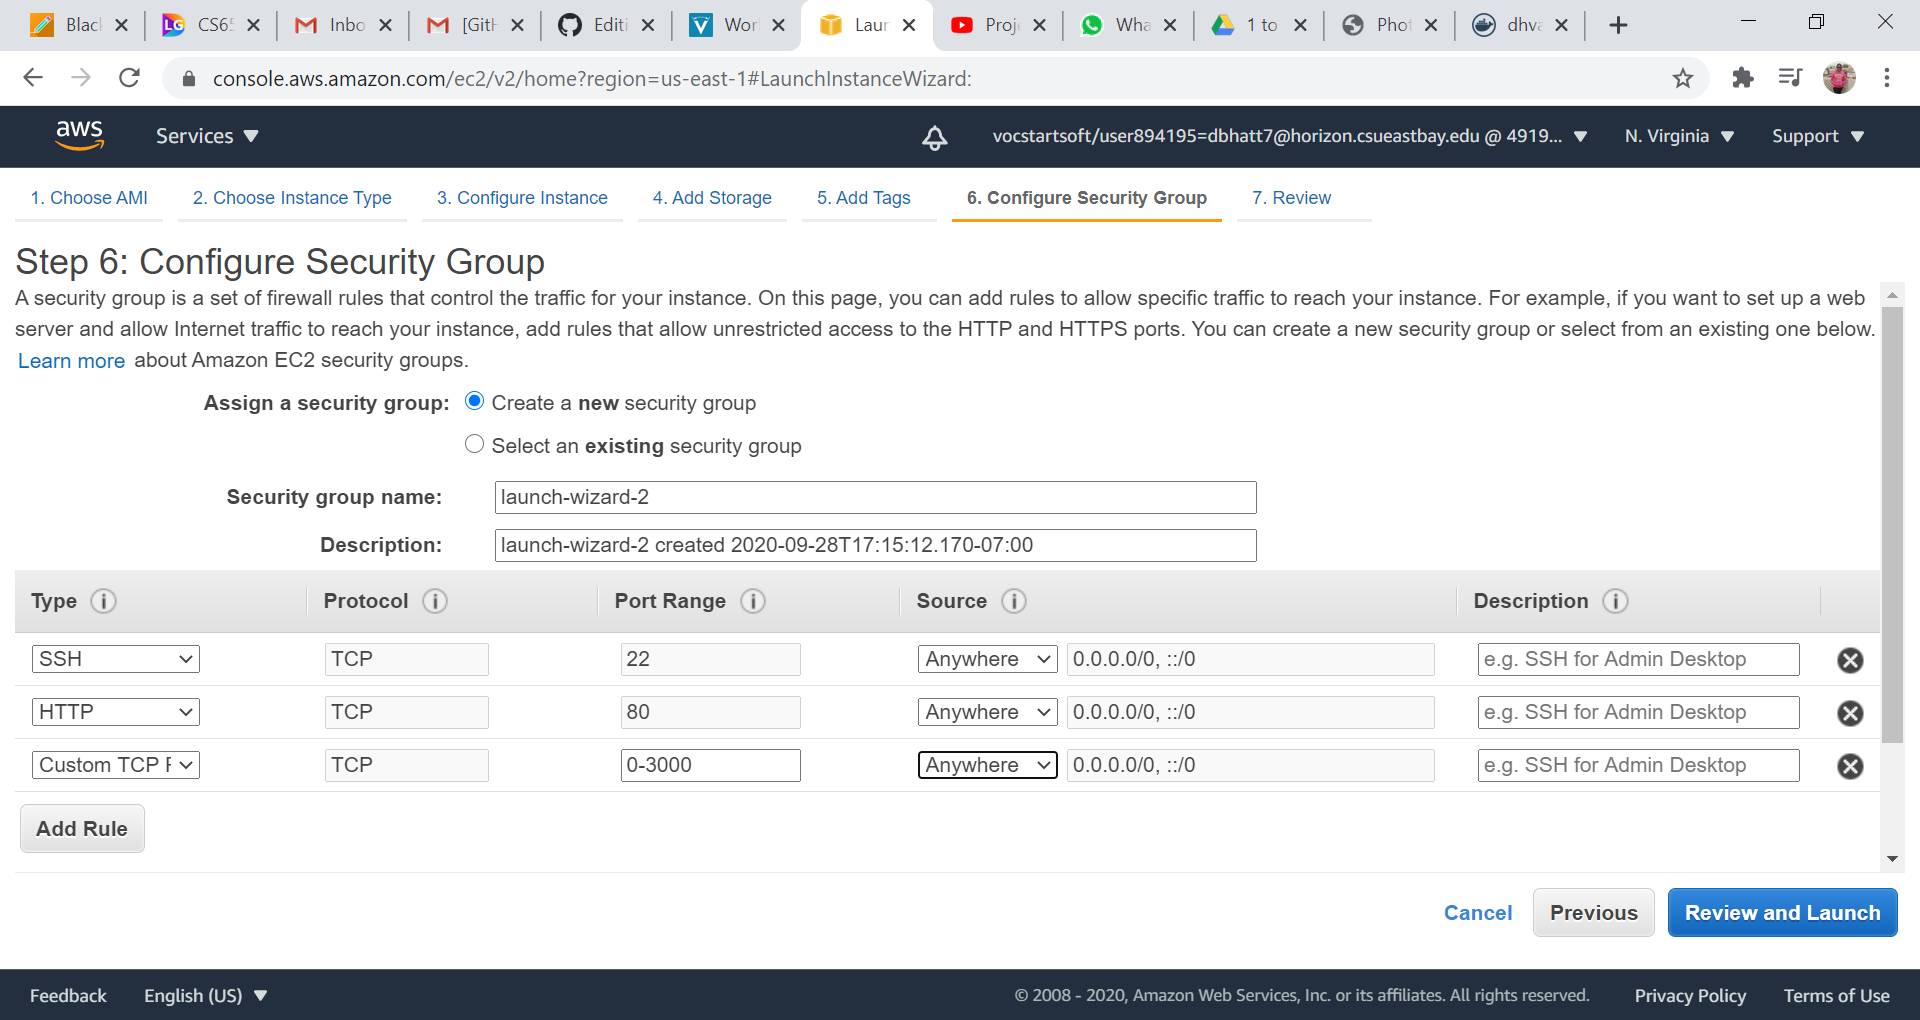 Blac CS65 Inbo [GitH Editi Wor Laun Proj Wha 1 to Phot dhva
console.aws.amazon.com/ec2/v2/home?region=us-east-1#LaunchInstanceWizard:
aws Services vocstartsoft/user894195=dbhatt7@horizon.csueastbay.edu @ 4919... N. Virginia Support
1. Choose AMI 2. Choose Instance Type 3. Configure Instance 4. Add Storage 5. Add Tags 6. Configure Security Group 7. Review
Step 6: Configure Security Group
A security group is a set of firewall rules that control the traffic for your instance. On this page, you can add rules to allow specific traffic to reach your instance. For example, if you want to set up a web
server and allow Internet traffic to reach your instance, add rules that allow unrestricted access to the HTTP and HTTPS ports. You can create a new security group or select from an existing one below.
Learn more about Amazon EC2 security groups.
Assign a security group: Create a new security group
Select an existing security group
Security group name: launch-wizard-2
Description: launch-wizard-2 created 2020-09-28T17:15:12.170-07:00
Type Protocol Port Range Source Description
SSH TCP 22 Anywhere 0.0.0.0/0, ::/0 e.g. SSH for Admin Desktop
HTTP TCP 80 Anywhere 0.0.0.0/0, ::/0 e.g. SSH for Admin Desktop
Custom TCP TCP 0-3000 Anywhere 0.0.0.0/0, ::/0 e.g. SSH for Admin Desktop
Add Rule
Cancel Previous Review and Launch
Feedback English (US) © 2008 - 2020, Amazon Web Services, Inc. or its affiliates. All rights reserved. Privacy Policy Terms of Use